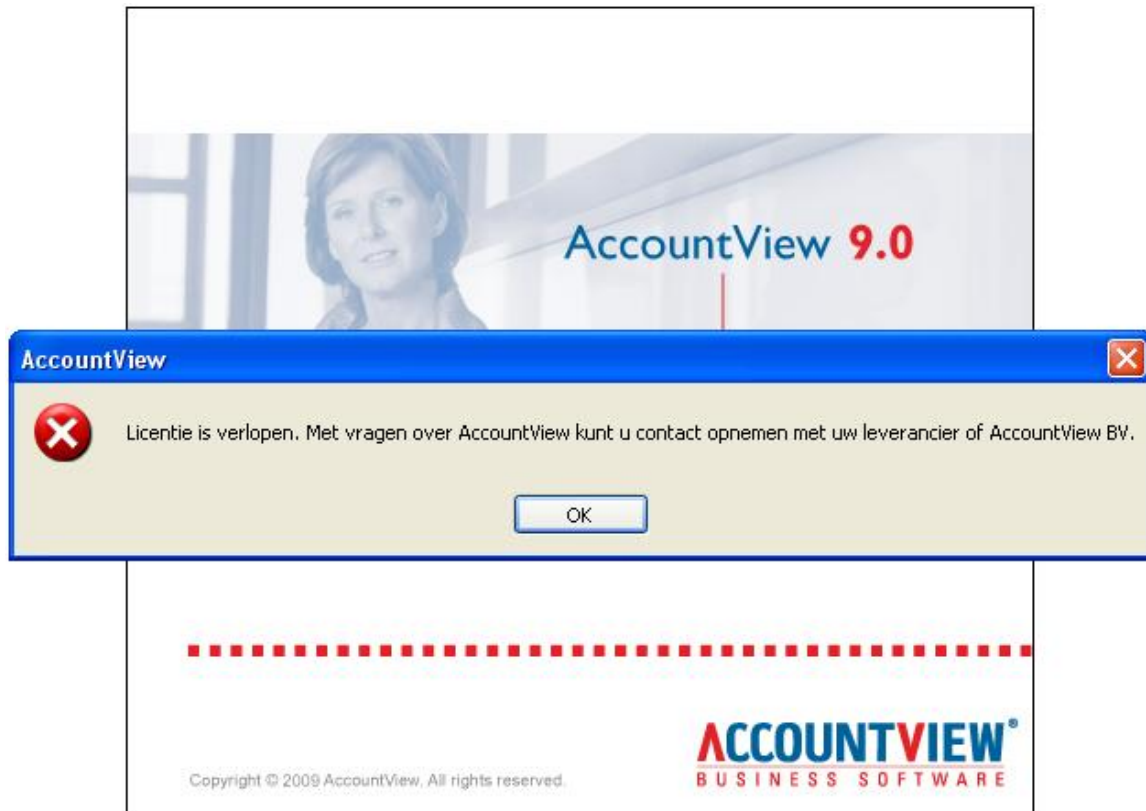 AccountView 9.0
AccountView
Licentie is verlopen. Met vragen over AccountView kunt u contact opnemen met uw leverancier of AccountView BV.
OK
ACCOUNTVIEW®
BUSINESS SOFTWARE
Copyright © 2009 AccountView. All rights reserved.